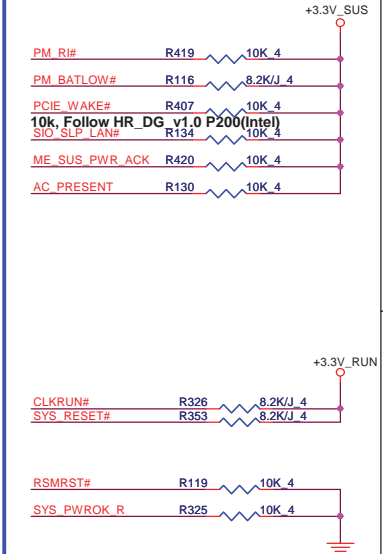 +3.3V_SUS
PM_RI# R419 10K_4
PM_BATLOW# R116 8.2K/J_4
PCIE_WAKE# R407 10K_4
10k, Follow HR_DG_v1.0 P200(Intel)
SIO_SLP_LAN# R134 10K_4
ME_SUS_PWR_ACK R420 10K_4
AC_PRESENT R130 10K_4
+3.3V_RUN
CLKRUN# R326 8.2K/J_4
SYS_RESET# R353 8.2K/J_4
RSMRST# R119 10K_4
SYS_PWROK_R R325 10K_4